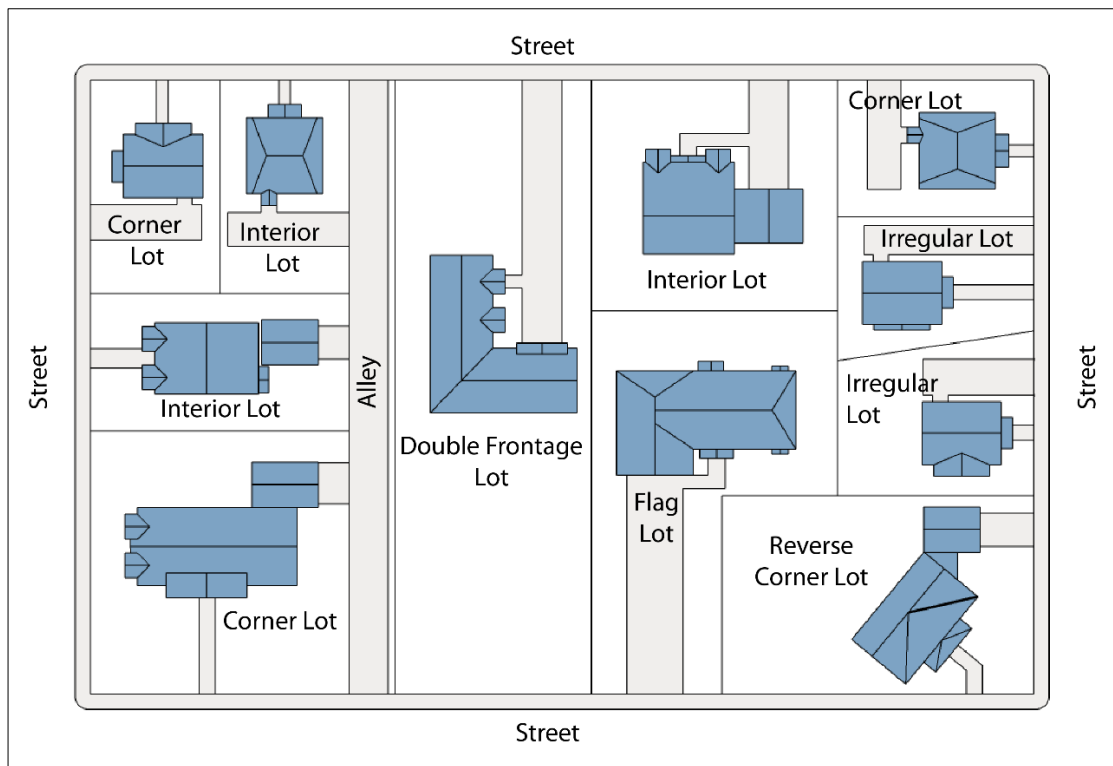 Street
Corner Lot
Corner
Lot
Interior
Lot
Irregular Lot
Interior Lot
Street
Alley
Street
Interior Lot
Irregular
Lot
Double Frontage
Lot
Flag
Lot
Reverse
Corner Lot
Corner Lot
Street